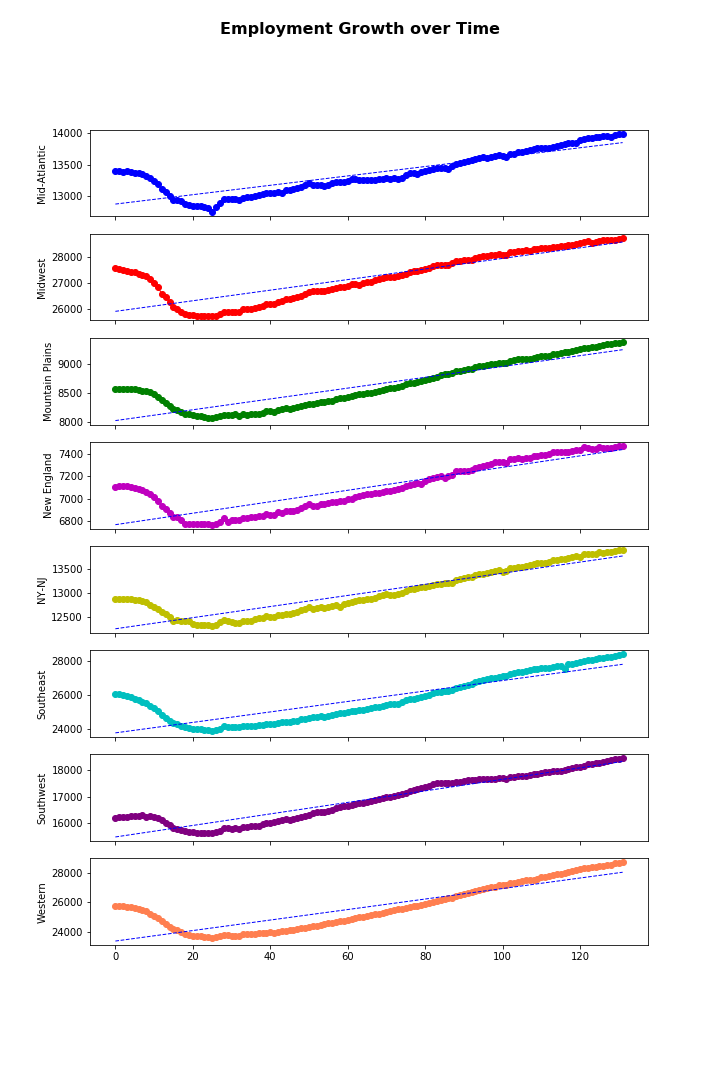 Employment Growth over Time
14000
13500
13000
Mid-Atlantic
28000
27000
26000
Midwest
9000
8500
8000
Mountain Plains
7400
7200
7000
6800
New England
13500
13000
12500
NY-NJ
28000
26000
24000
Southeast
18000
17000
16000
Southwest
28000
26000
24000
Western
0 20 40 60 80 100 120